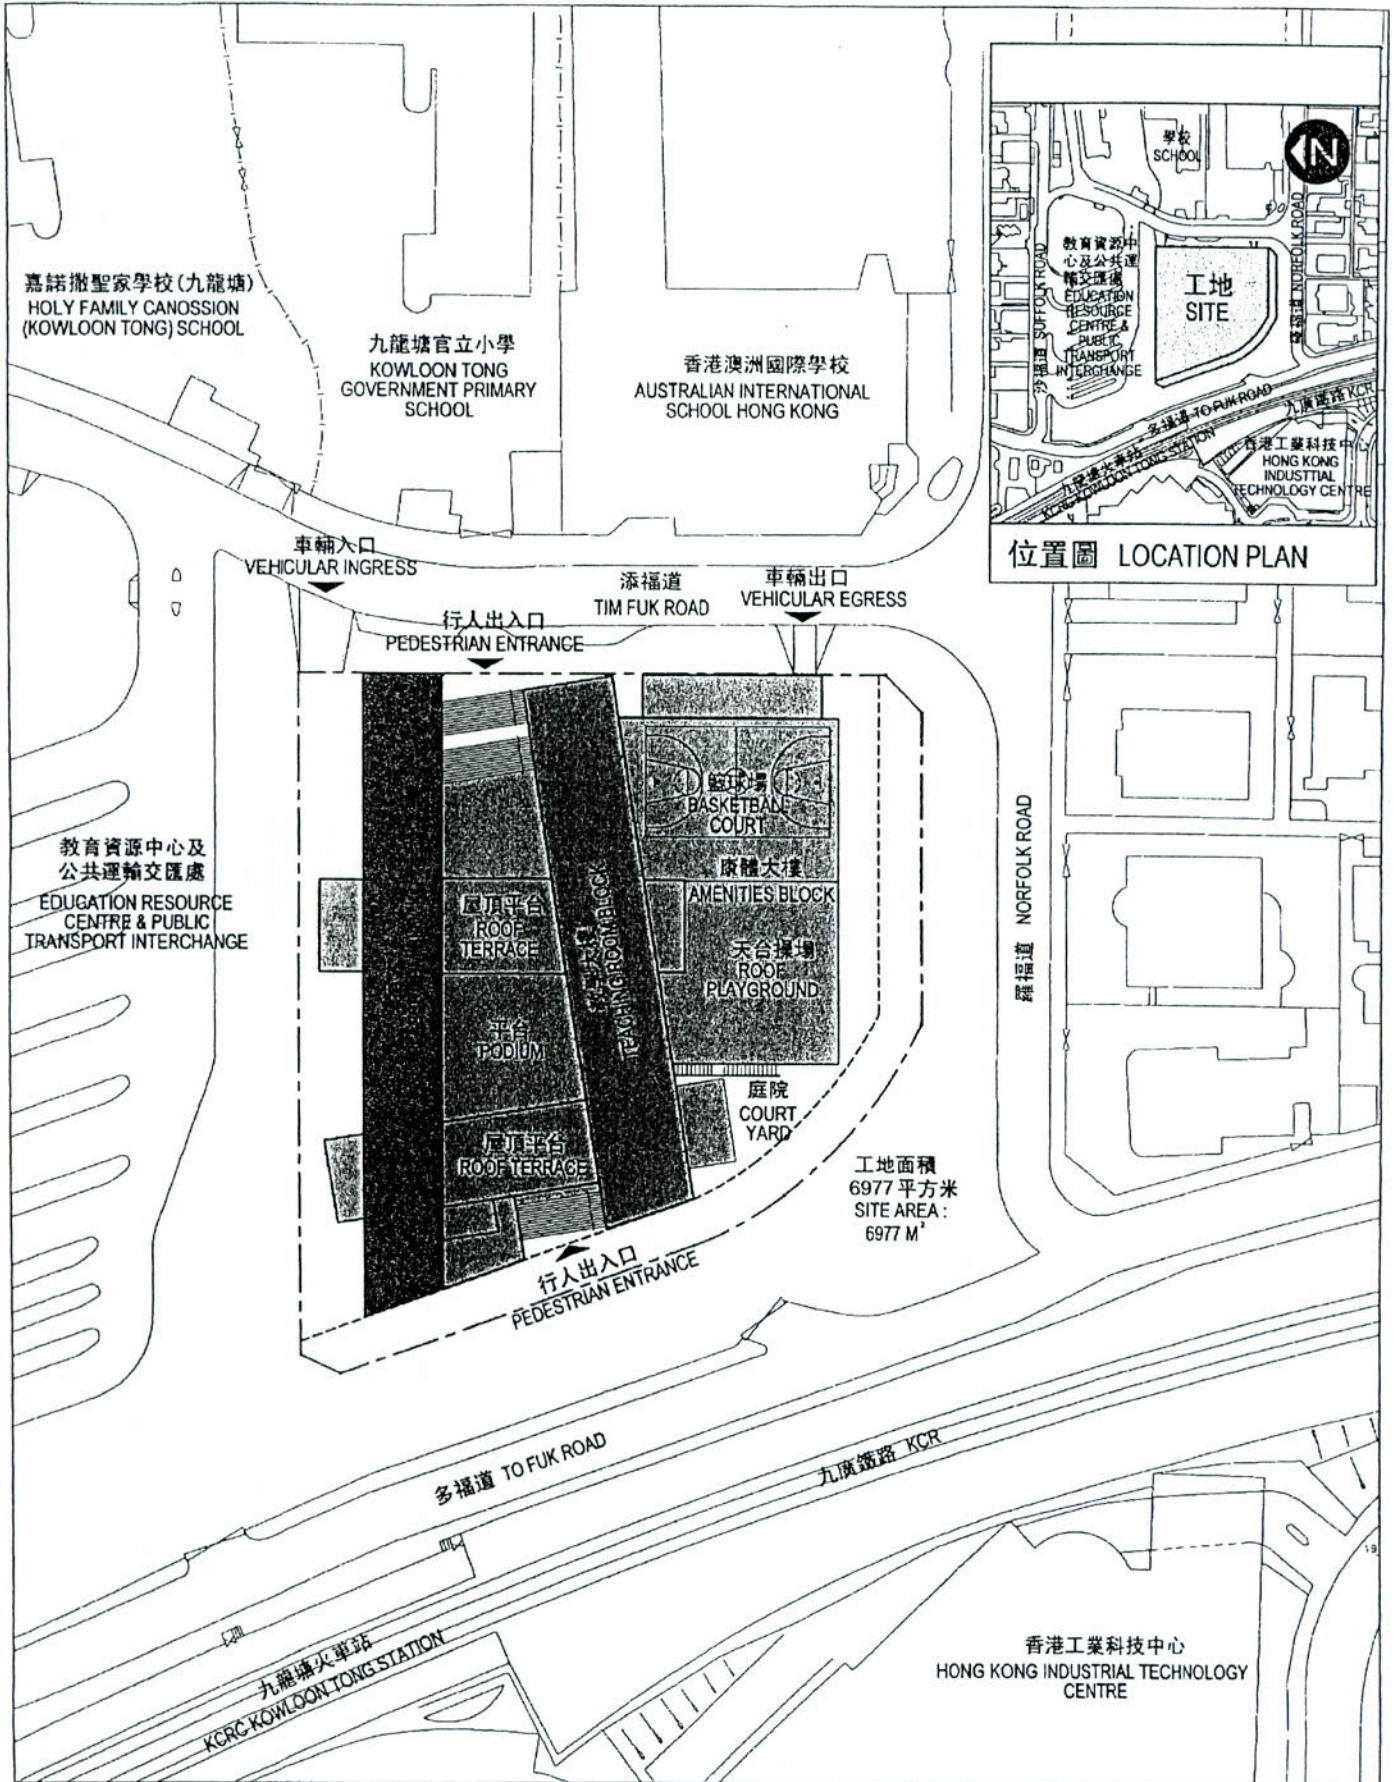 嘉諾撒聖家學校(九龍塘)
HOLY FAMILY CANOSSION
(KOWLOON TONG) SCHOOL
九龍塘官立小學
KOWLOON TONG
GOVERNMENT PRIMARY
SCHOOL
香港澳洲國際學校
AUSTRALIAN INTERNATIONAL
SCHOOL HONG KONG
學校
SCHOOL
N
教育資源中
心及公共運
輸交匯處
EDUCATION
RESOURCE
CENTRE &
PUBLIC
TRANSPORT
INTERCHANGE
工地
SITE
沙福道 SUFFOLK ROAD
羅福道 NORFOLK ROAD
多福道 TO FUK ROAD
九廣鐵路 KCR
九龍塘火車站
KCRC KOWLOON TONG STATION
香港工業科技中心
HONG KONG
INDUSTTIAL
TECHNOLOGY CENTRE
位置圖 LOCATION PLAN
車輛入口
VEHICULAR INGRESS
添福道
TIM FUK ROAD
車輛出口
VEHICULAR EGRESS
行人出入口
PEDESTRIAN ENTRANCE
籃球場
BASKETBALL
COURT
康體大樓
AMENITIES BLOCK
天台操場
ROOF
PLAYGROUND
屋頂平台
ROOF
TERRACE
TEACHING ROOM BLOCK
平台
PODIUM
屋頂平台
ROOF TERRACE
庭院
COURT
YARD
教育資源中心及
公共運輸交匯處
EDUGATION RESOURCE
CENTRE & PUBLIC
TRANSPORT INTERCHANGE
羅福道 NORFOLK ROAD
工地面積
6977 平方米
SITE AREA :
6977 M²
行人出入口
PEDESTRIAN ENTRANCE
多福道 TO FUK ROAD
九廣鐵路 KCR
九龍塘火車站
KCRC KOWLOON TONG STATION
香港工業科技中心
HONG KONG INDUSTRIAL TECHNOLOGY
CENTRE